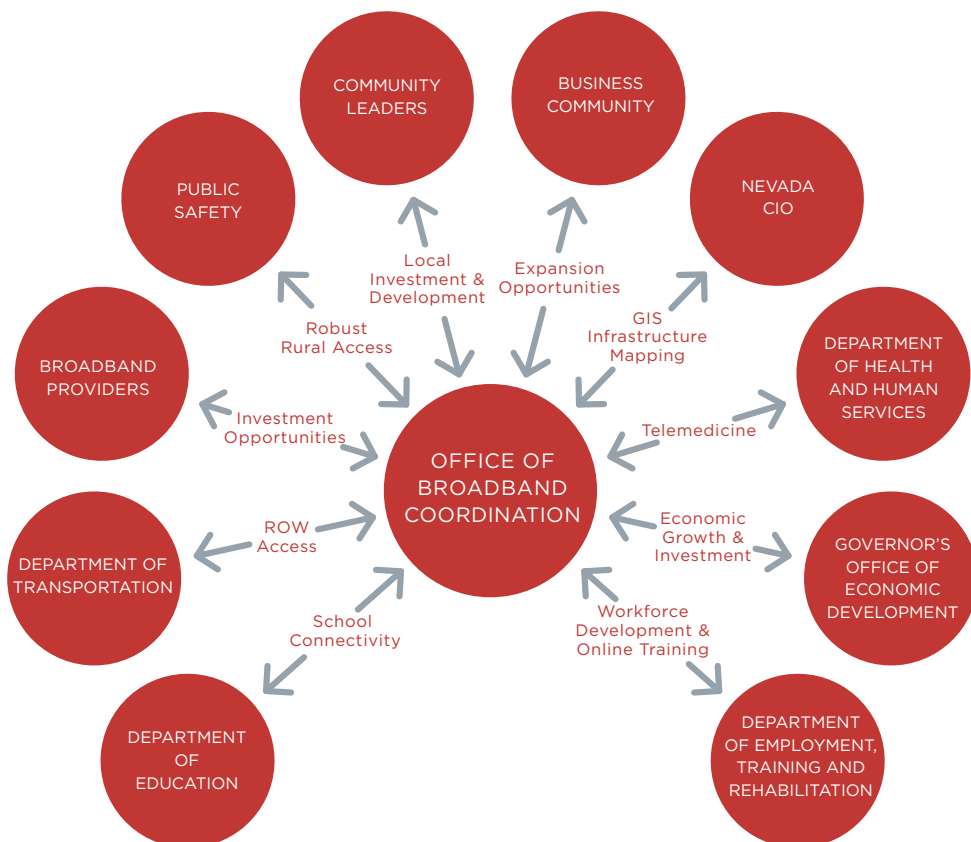 COMMUNITY
LEADERS
BUSINESS
COMMUNITY
PUBLIC
SAFETY
NEVADA
CIO
Local
Investment &
Development
Expansion
Opportunities
Robust
Rural Access
GIS
Infrastructure
Mapping
BROADBAND
PROVIDERS
DEPARTMENT
OF HEALTH
AND HUMAN
SERVICES
Investment
Opportunities
Telemedicine
OFFICE OF
BROADBAND
COORDINATION
DEPARTMENT OF
TRANSPORTATION
ROW
Access
Economic
Growth &
Investment
GOVERNOR’S
OFFICE OF
ECONOMIC
DEVELOPMENT
School
Connectivity
Workforce
Development &
Online Training
DEPARTMENT
OF
EDUCATION
DEPARTMENT
OF EMPLOYMENT,
TRAINING AND
REHABILITATION